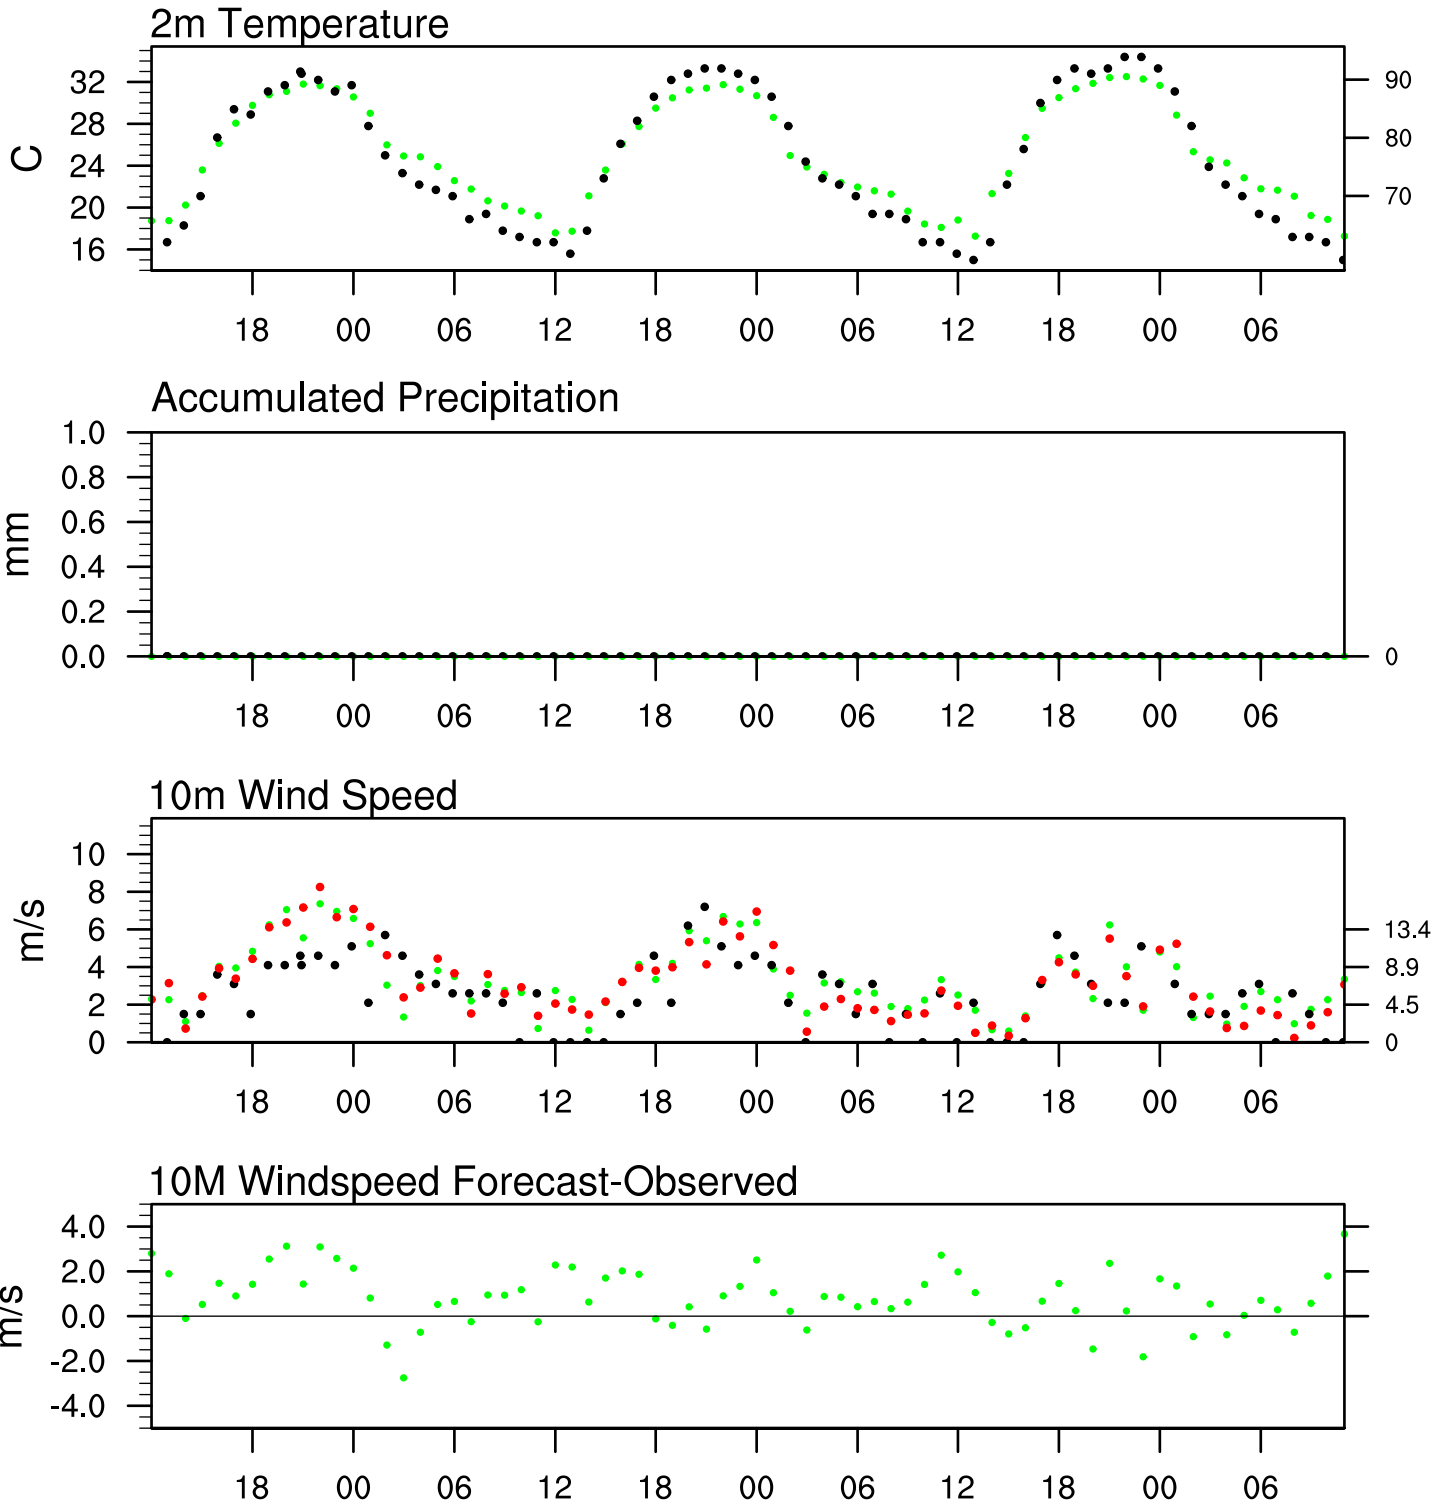 2m Temperature
C
32
28
24
20
16
90
80
70
18 00 06 12 18 00 06 12 18 00 06
Accumulated Precipitation
mm
1.0
0.8
0.6
0.4
0.2
0.0
0
18 00 06 12 18 00 06 12 18 00 06
10m Wind Speed
m/s
10
8
6
4
2
0
13.4
8.9
4.5
0
18 00 06 12 18 00 06 12 18 00 06
10M Windspeed Forecast-Observed
m/s
4.0
2.0
0.0
-2.0
-4.0
18 00 06 12 18 00 06 12 18 00 06